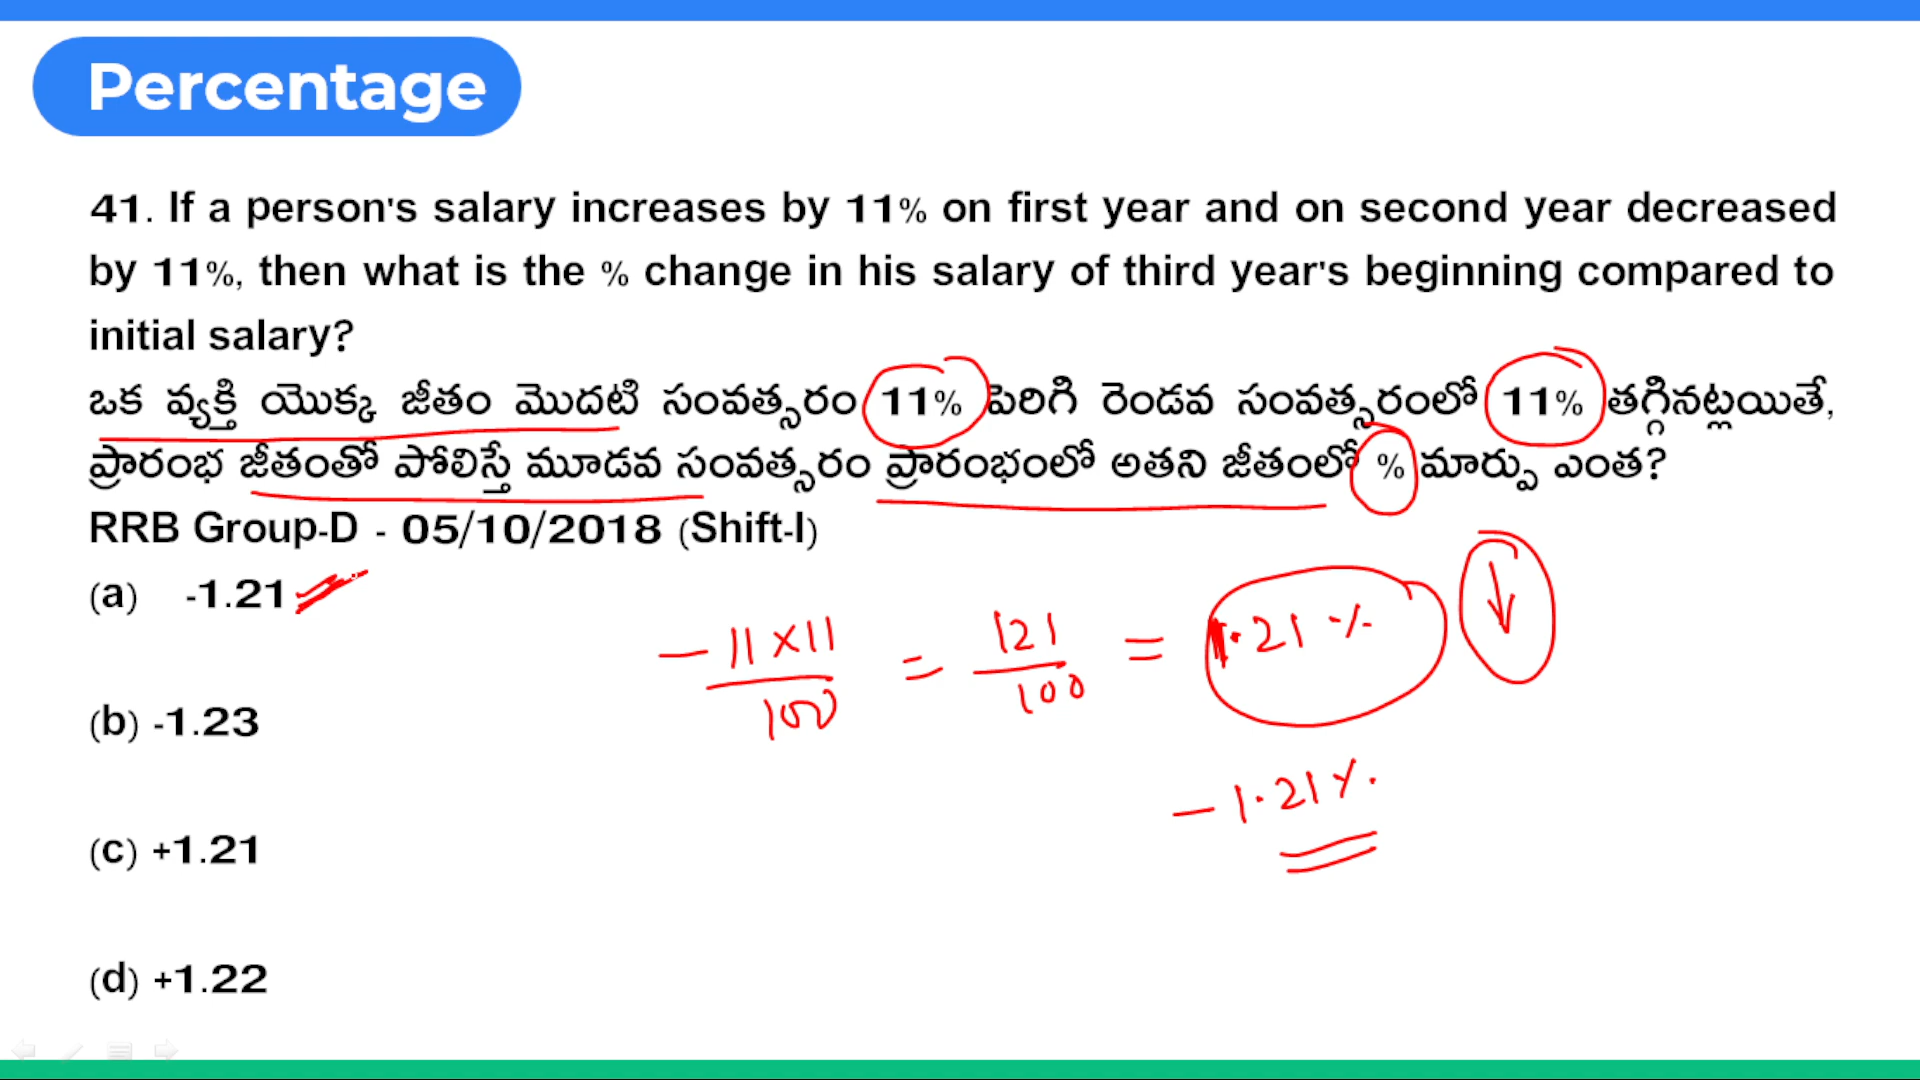 Percentage
41. If a person's salary increases by 11% on first year and on second year decreased
by 11%, then what is the % change in his salary of third year's beginning compared to
initial salary?
ఒక వ్యక్తి యొక్క జీతం మొదటి సంవత్సరం 11% పెరిగి రెండవ సంవత్సరంలో 11% తగ్గినట్లయితే,
ప్రారంభ జీతంతో పోలిస్తే మూడవ సంవత్సరం ప్రారంభంలో అతని జీతంలో % మార్పు ఎంత?
RRB Group-D - 05/10/2018 (Shift-I)
(a) -1.21
- 11 × 11 / 100 = 121 / 100 = 1.21 % ↓
(b) -1.23
- 1.21 %
(c) +1.21
(d) +1.22